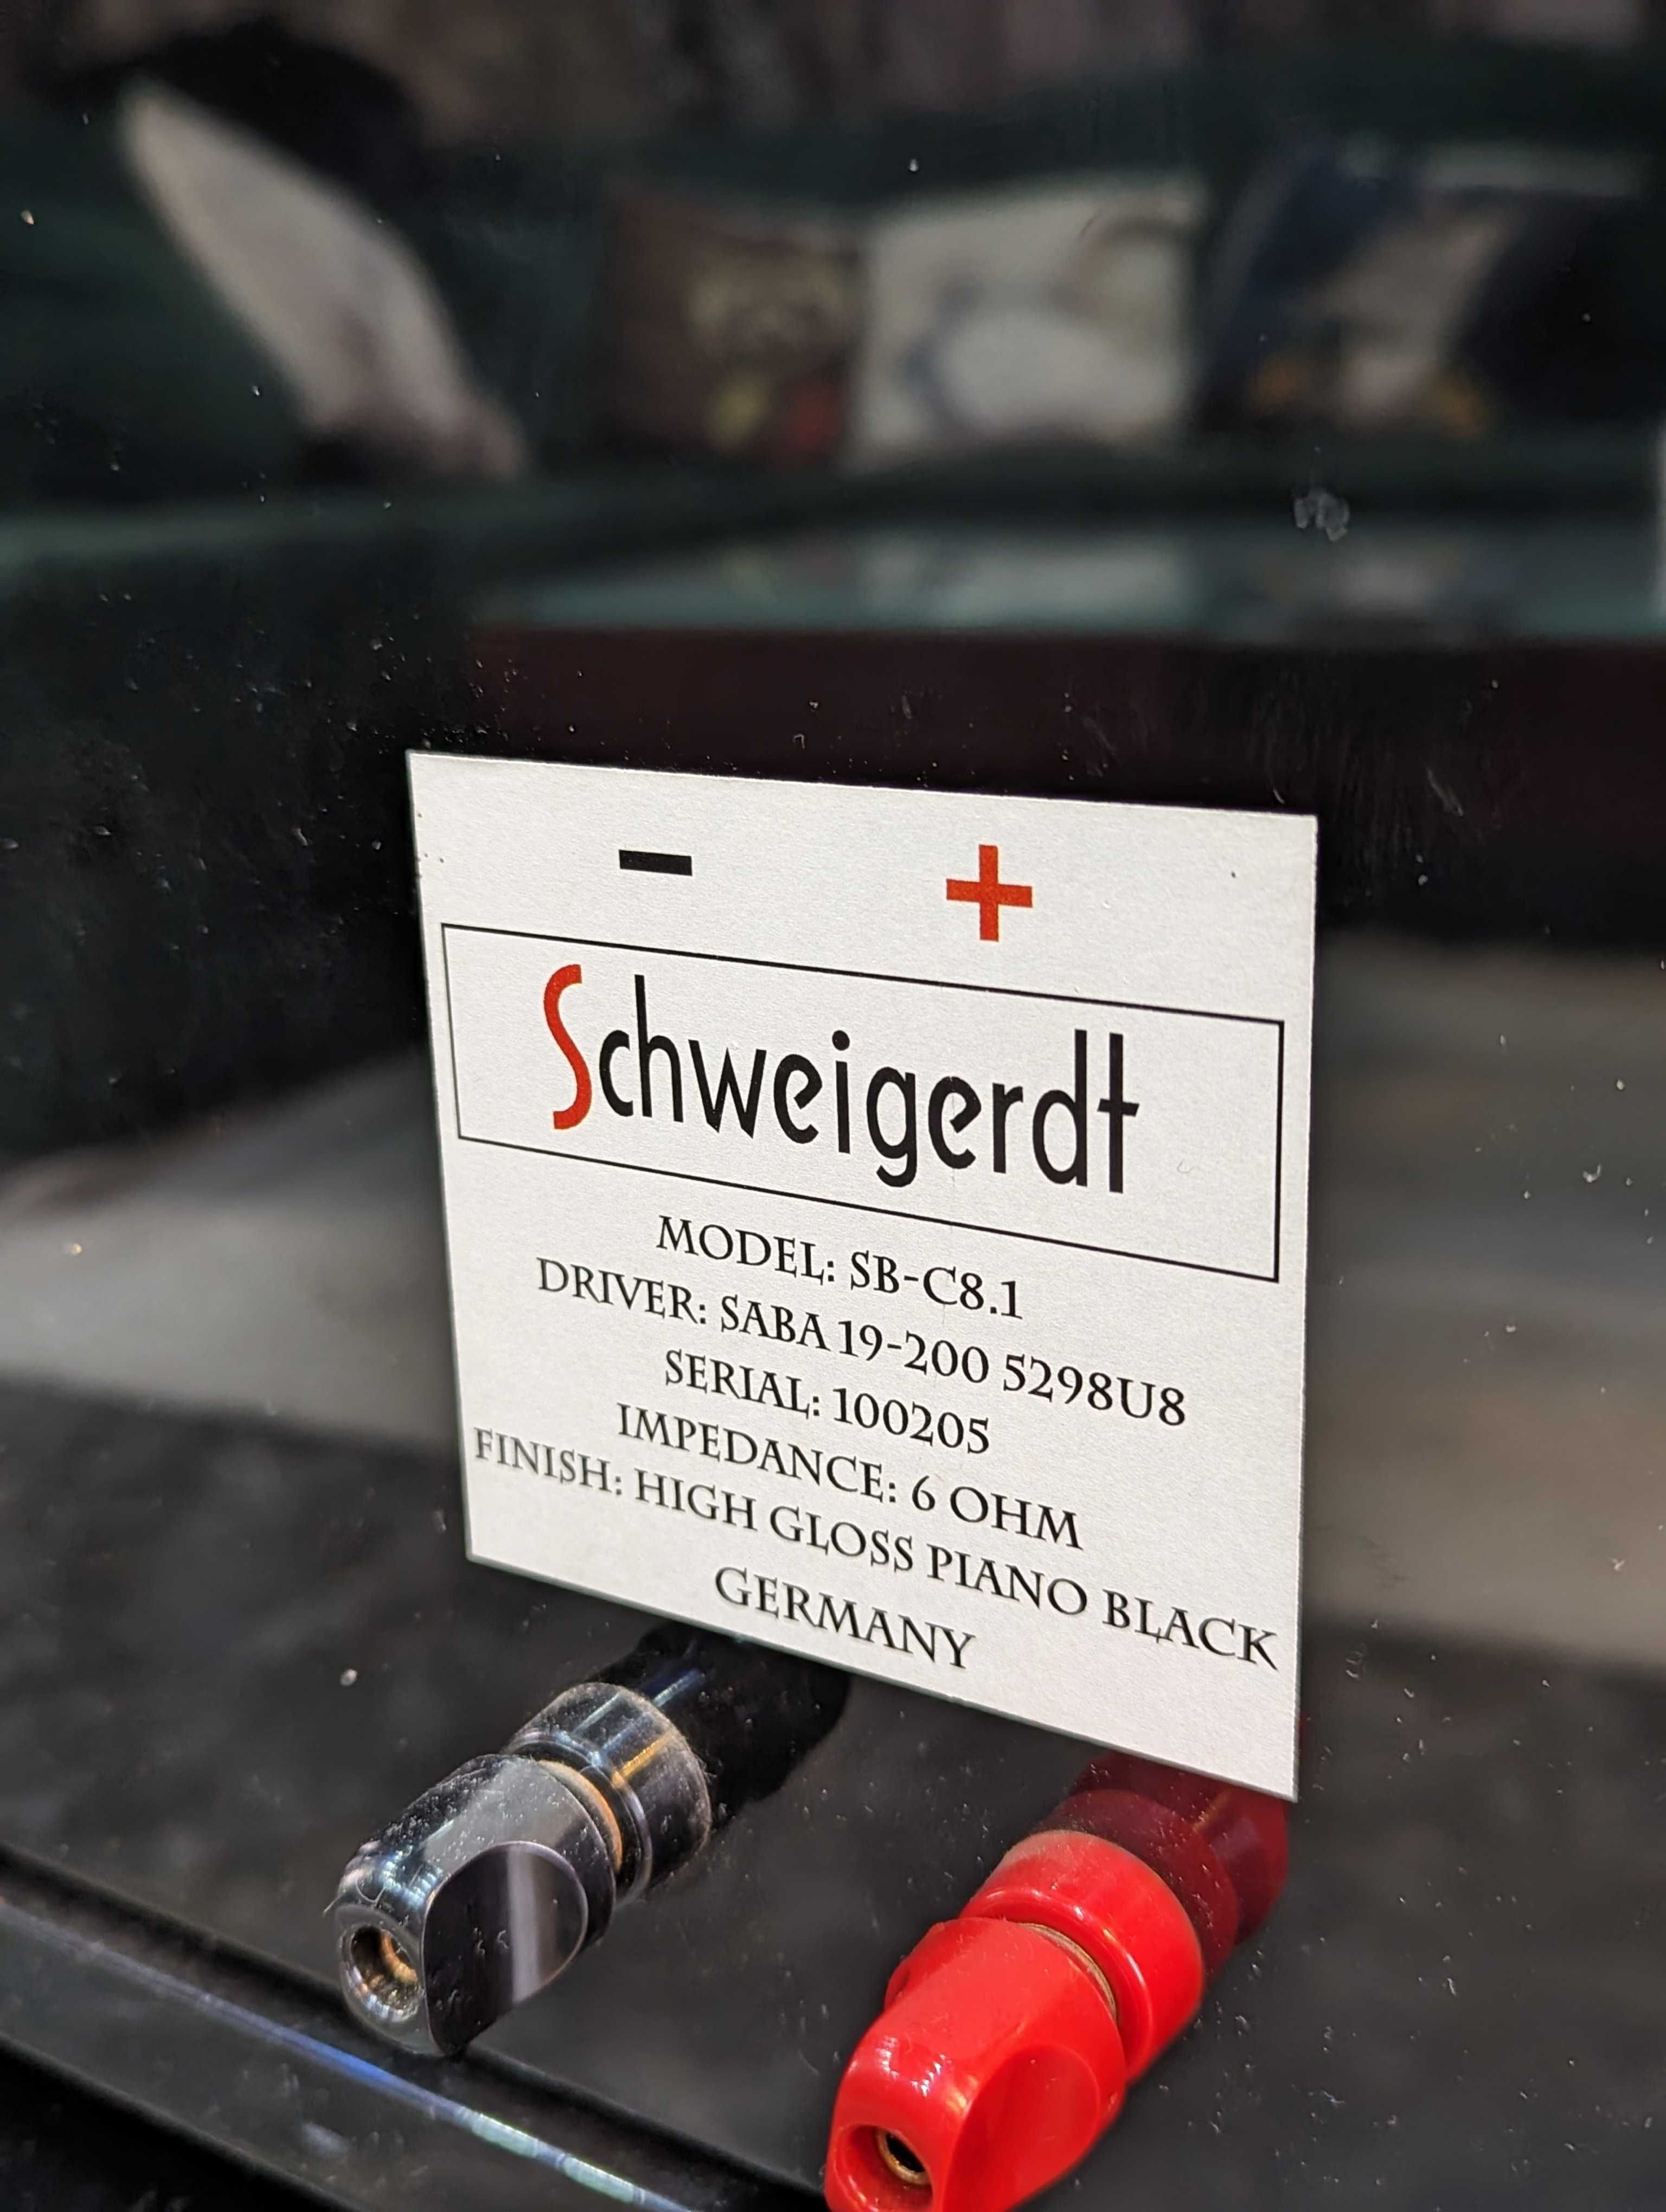 − +
Schweigerdt
MODEL: SB-C8.1
DRIVER: SABA 19-200 5298U8
SERIAL: 100205
IMPEDANCE: 6 OHM
FINISH: HIGH GLOSS PIANO BLACK
GERMANY